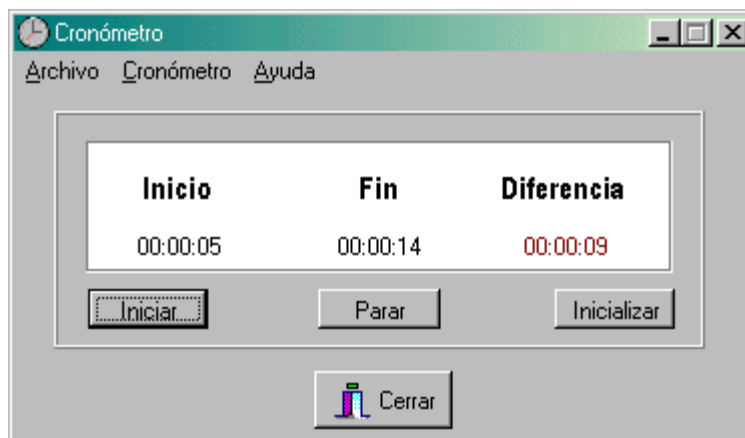 Cronómetro
Archivo Cronómetro Ayuda
Inicio Fin Diferencia
00:00:05 00:00:14 00:00:09
Iniciar Parar Inicializar
Cerrar